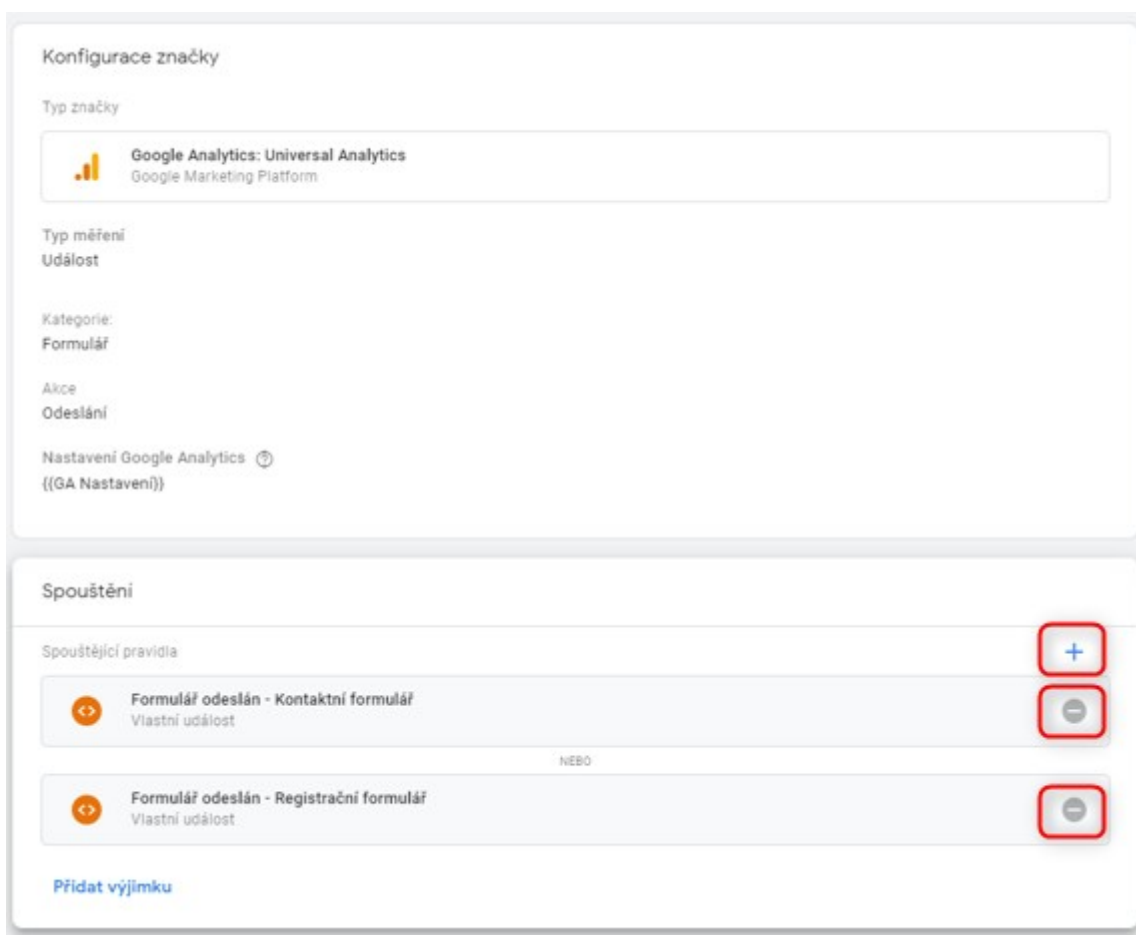 Konfigurace značky
Typ značky
Google Analytics: Universal Analytics
Google Marketing Platform
Typ měření
Událost
Kategorie:
Formulář
Akce
Odeslání
Nastavení Google Analytics
{{GA Nastavení}}
Spouštění
Spouštějící pravidla
Formulář odeslán - Kontaktní formulář
Vlastní událost
NEBO
Formulář odeslán - Registrační formulář
Vlastní událost
Přidat výjimku